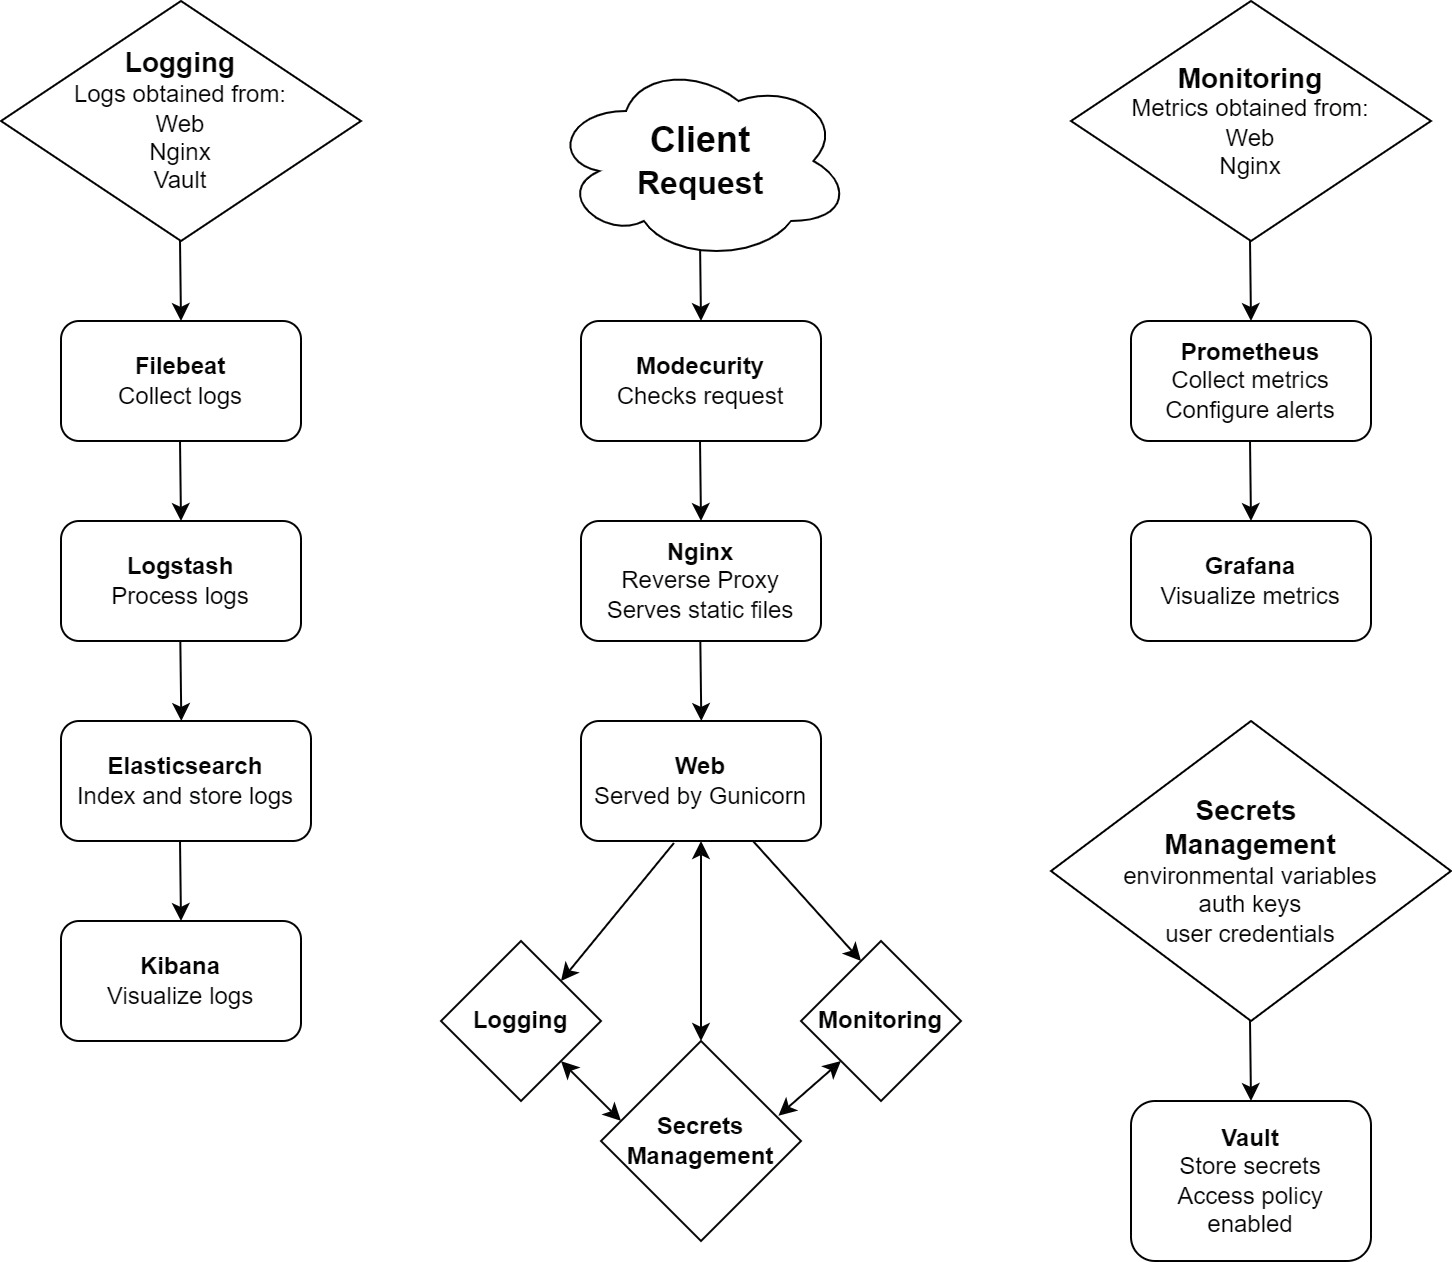 Logging
Logs obtained from:
Web
Nginx
Vault
Filebeat
Collect logs
Logstash
Process logs
Elasticsearch
Index and store logs
Kibana
Visualize logs
Client
Request
Modecurity
Checks request
Nginx
Reverse Proxy
Serves static files
Web
Served by Gunicorn
Logging
Monitoring
Secrets
Management
Monitoring
Metrics obtained from:
Web
Nginx
Prometheus
Collect metrics
Configure alerts
Grafana
Visualize metrics
Secrets
Management
environmental variables
auth keys
user credentials
Vault
Store secrets
Access policy
enabled